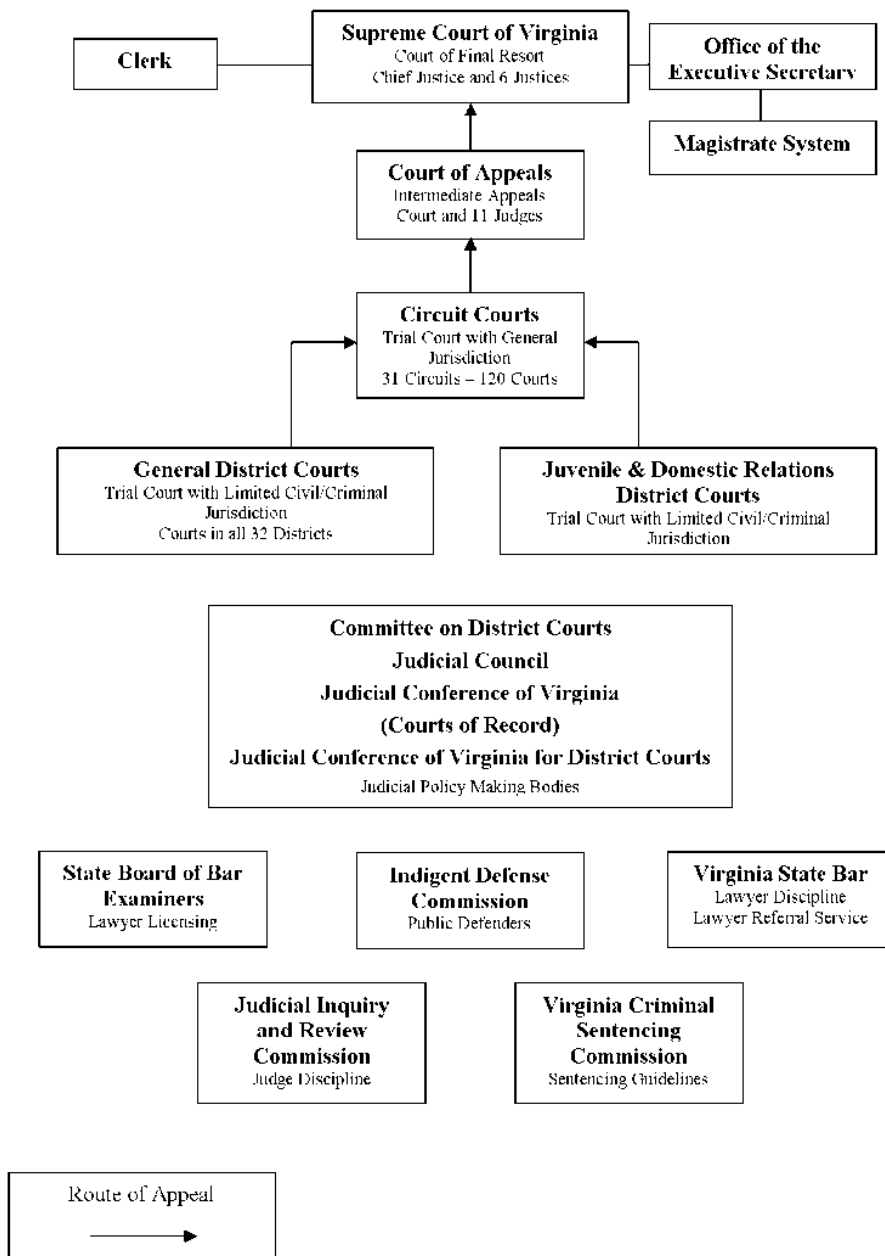 Supreme Court of Virginia
Court of Final Resort
Chief Justice and 6 Justices
Clerk
Office of the
Executive Secretary
Magistrate System
Court of Appeals
Intermediate Appeals
Court and 11 Judges
Circuit Courts
Trial Court with General
Jurisdiction
31 Circuits – 120 Courts
General District Courts
Trial Court with Limited Civil/Criminal
Jurisdiction
Courts in all 32 Districts
Juvenile & Domestic Relations
District Courts
Trial Court with Limited Civil/Criminal
Jurisdiction
Committee on District Courts
Judicial Council
Judicial Conference of Virginia
(Courts of Record)
Judicial Conference of Virginia for District Courts
Judicial Policy Making Bodies
State Board of Bar
Examiners
Lawyer Licensing
Indigent Defense
Commission
Public Defenders
Virginia State Bar
Lawyer Discipline
Lawyer Referral Service
Judicial Inquiry
and Review
Commission
Judge Discipline
Virginia Criminal
Sentencing
Commission
Sentencing Guidelines
Route of Appeal